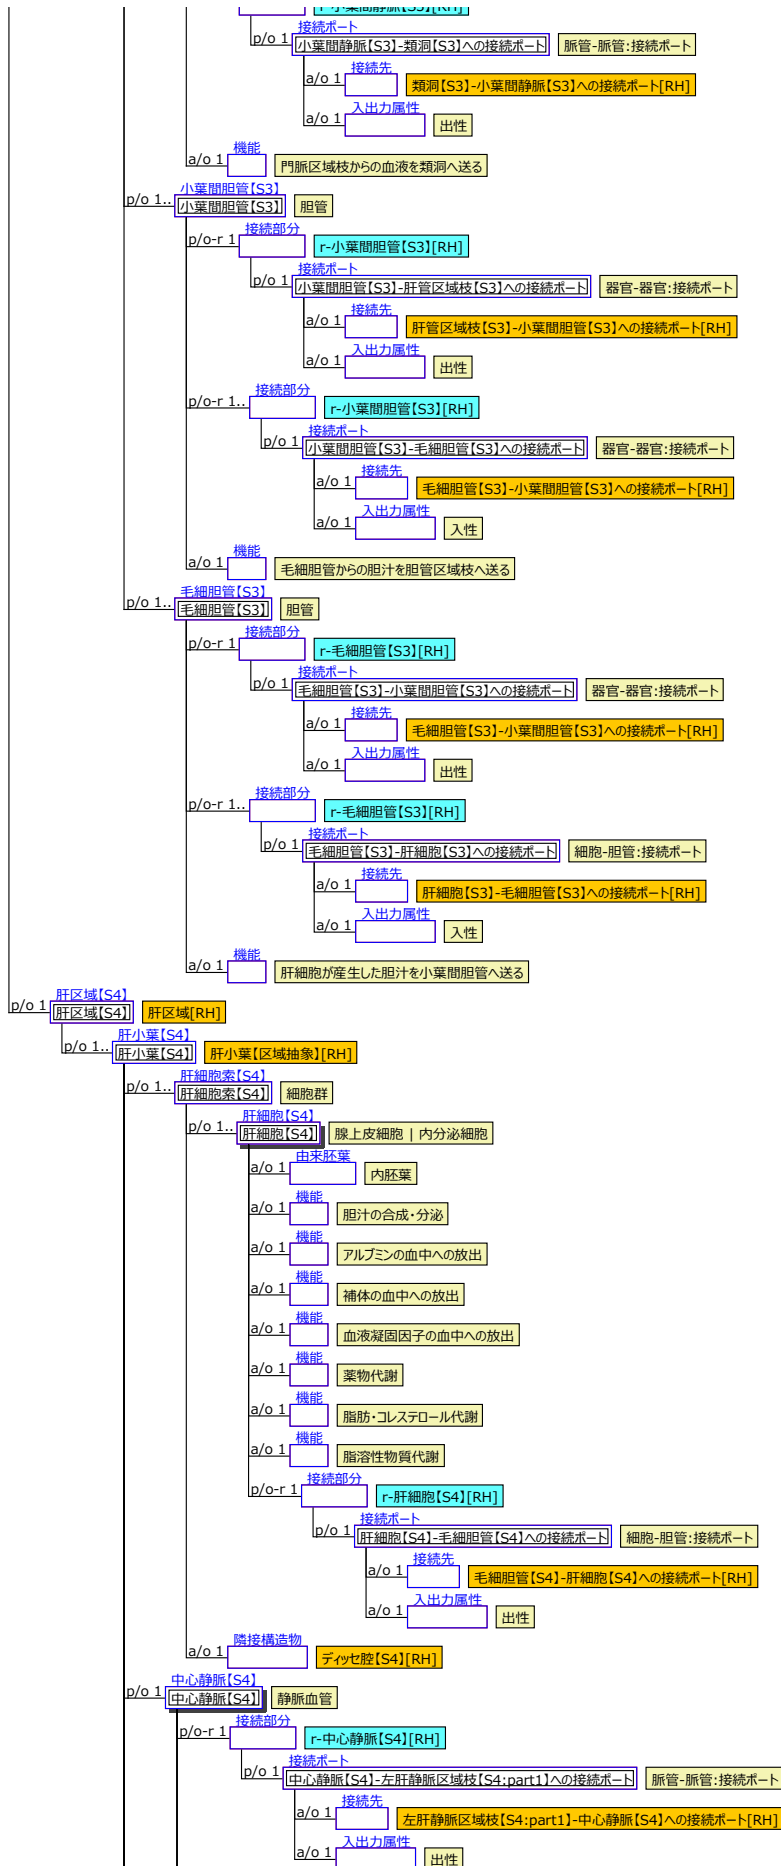 r-小葉間静脈【S3】[RH]
接続ポート
p/o 1 小葉間静脈【S3】-類洞【S3】への接続ポート 脈管-脈管:接続ポート
接続先
a/o 1 類洞【S3】-小葉間静脈【S3】への接続ポート[RH]
入出力属性
a/o 1 出性
機能
a/o 1 門脈区域枝からの血液を類洞へ送る
小葉間胆管【S3】
p/o 1.. 小葉間胆管【S3】 胆管
接続部分
p/o-r 1 r-小葉間胆管【S3】[RH]
接続ポート
p/o 1 小葉間胆管【S3】-肝管区域枝【S3】への接続ポート 器官-器官:接続ポート
接続先
a/o 1 肝管区域枝【S3】-小葉間胆管【S3】への接続ポート[RH]
入出力属性
a/o 1 出性
接続部分
p/o-r 1.. r-小葉間胆管【S3】[RH]
接続ポート
p/o 1 小葉間胆管【S3】-毛細胆管【S3】への接続ポート 器官-器官:接続ポート
接続先
a/o 1 毛細胆管【S3】-小葉間胆管【S3】への接続ポート[RH]
入出力属性
a/o 1 入性
機能
a/o 1 毛細胆管からの胆汁を胆管区域枝へ送る
毛細胆管【S3】
p/o 1.. 毛細胆管【S3】 胆管
接続部分
p/o-r 1 r-毛細胆管【S3】[RH]
接続ポート
p/o 1 毛細胆管【S3】-小葉間胆管【S3】への接続ポート 器官-器官:接続ポート
接続先
a/o 1 毛細胆管【S3】-小葉間胆管【S3】への接続ポート[RH]
入出力属性
a/o 1 出性
接続部分
p/o-r 1.. r-毛細胆管【S3】[RH]
接続ポート
p/o 1 毛細胆管【S3】-肝細胞【S3】への接続ポート 細胞-胆管:接続ポート
接続先
a/o 1 肝細胞【S3】-毛細胆管【S3】への接続ポート[RH]
入出力属性
a/o 1 入性
機能
a/o 1 肝細胞が産生した胆汁を小葉間胆管へ送る
肝区域【S4】
p/o 1 肝区域【S4】 肝区域[RH]
肝小葉【S4】
p/o 1.. 肝小葉【S4】 肝小葉【区域抽象】[RH]
肝細胞索【S4】
p/o 1.. 肝細胞索【S4】 細胞群
肝細胞【S4】
p/o 1.. 肝細胞【S4】 腺上皮細胞 | 内分泌細胞
由来胚葉
a/o 1 内胚葉
機能
a/o 1 胆汁の合成・分泌
機能
a/o 1 アルブミンの血中への放出
機能
a/o 1 補体の血中への放出
機能
a/o 1 血液凝固因子の血中への放出
機能
a/o 1 薬物代謝
機能
a/o 1 脂肪・コレステロール代謝
機能
a/o 1 脂溶性物質代謝
接続部分
p/o-r 1 r-肝細胞【S4】[RH]
接続ポート
p/o 1 肝細胞【S4】-毛細胆管【S4】への接続ポート 細胞-胆管:接続ポート
接続先
a/o 1 毛細胆管【S4】-肝細胞【S4】への接続ポート[RH]
入出力属性
a/o 1 出性
隣接構造物
a/o 1 ディッセ腔【S4】[RH]
中心静脈【S4】
p/o 1 中心静脈【S4】 静脈血管
接続部分
p/o-r 1 r-中心静脈【S4】[RH]
接続ポート
p/o 1 中心静脈【S4】-左肝静脈区域枝【S4:part1】への接続ポート 脈管-脈管:接続ポート
接続先
a/o 1 左肝静脈区域枝【S4:part1】-中心静脈【S4】への接続ポート[RH]
入出力属性
a/o 1 出性